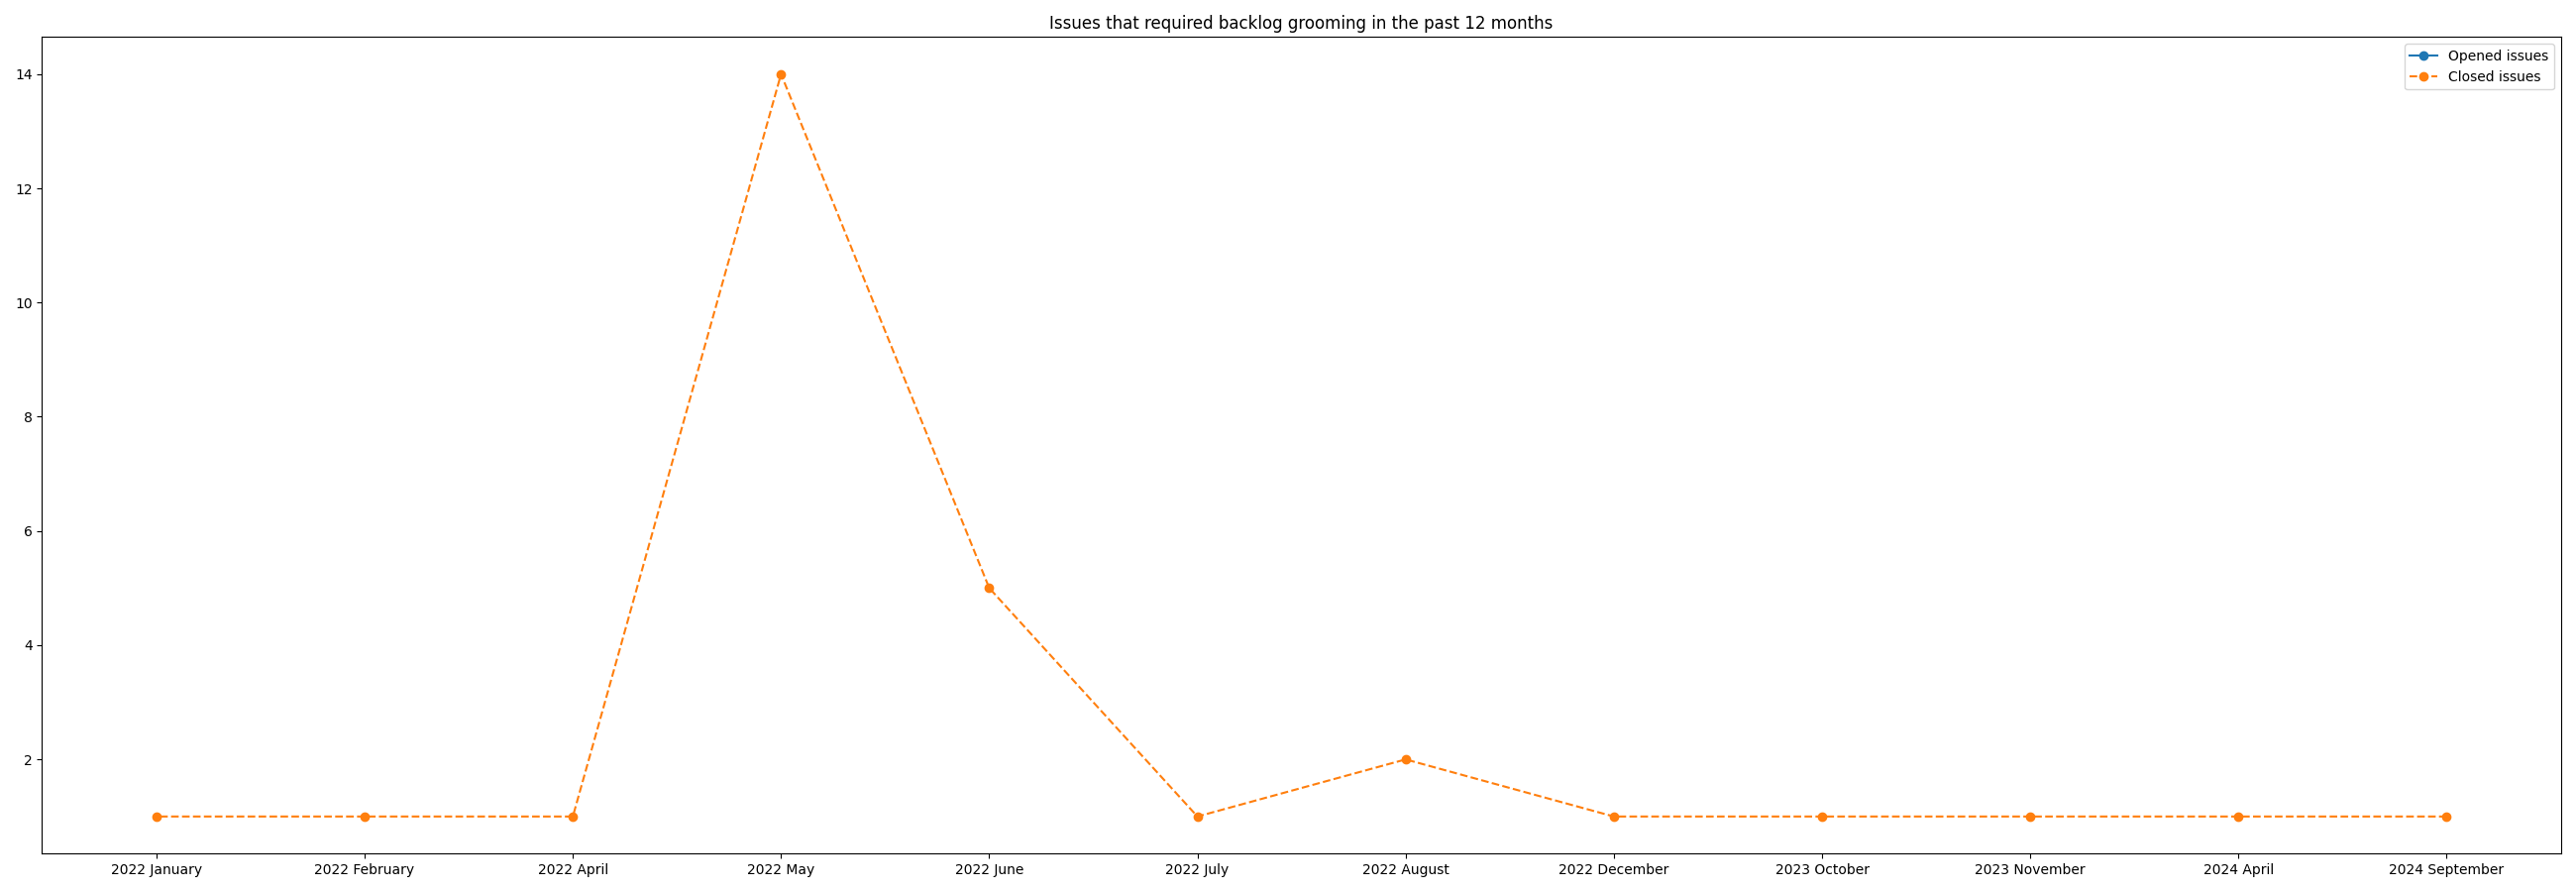 Issues that required backlog grooming in the past 12 months
Opened issues
Closed issues
14
12
10
8
6
4
2
2022 January 2022 February 2022 April 2022 May 2022 June 2022 July 2022 August 2022 December 2023 October 2023 November 2024 April 2024 September